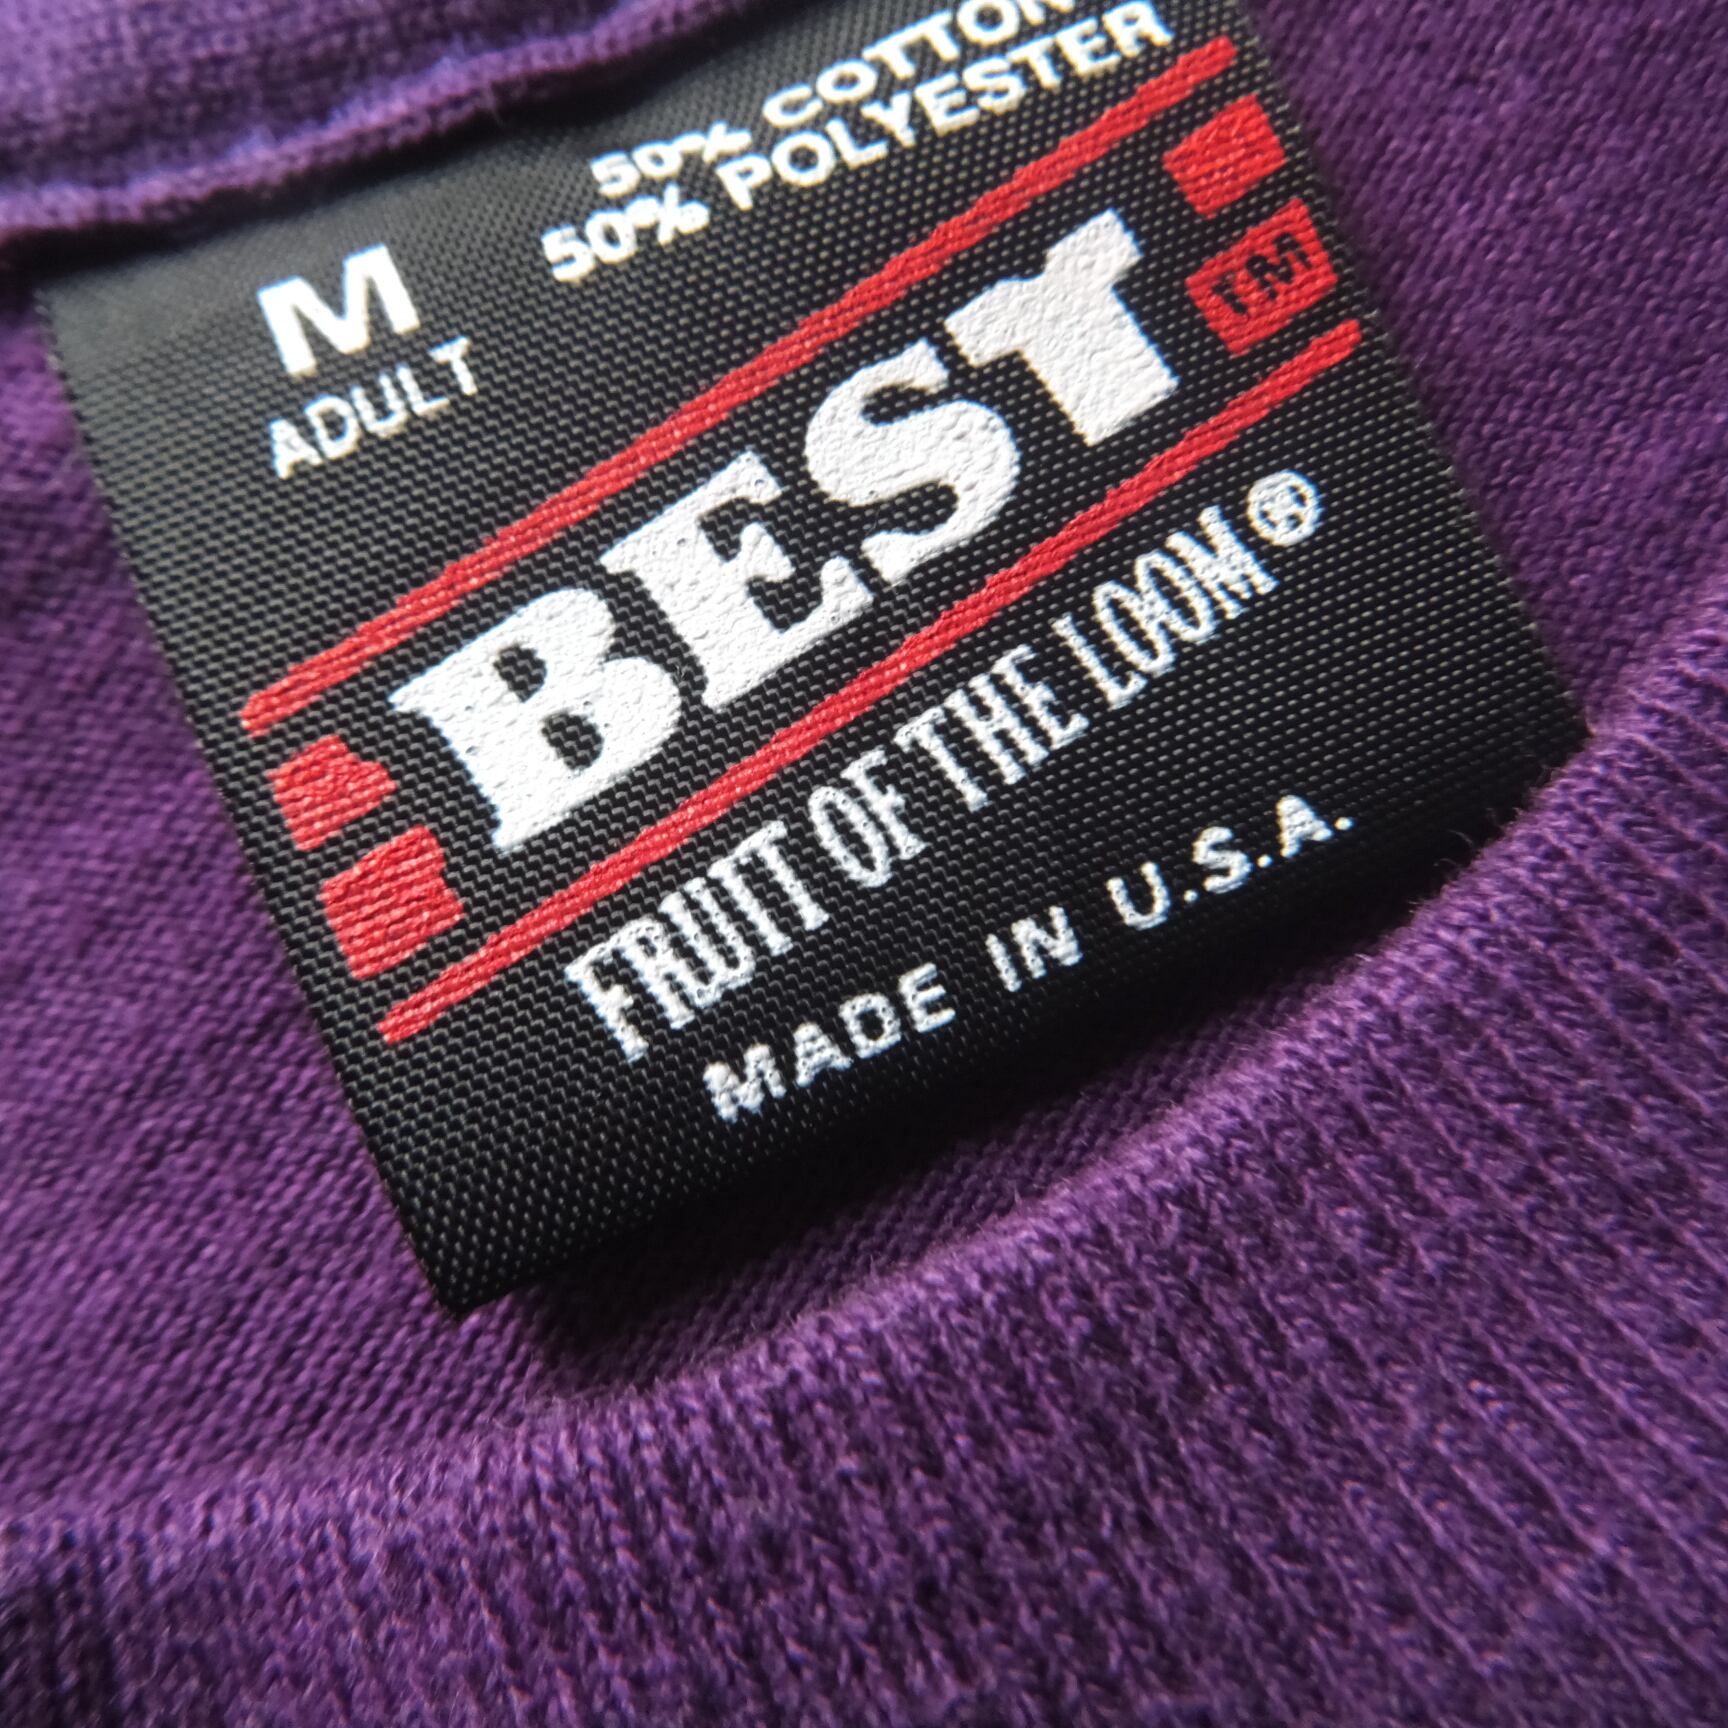 50% COTTON
50% POLYESTER
M
ADULT
BEST
TM
FRUIT OF THE LOOM®
MADE IN U.S.A.